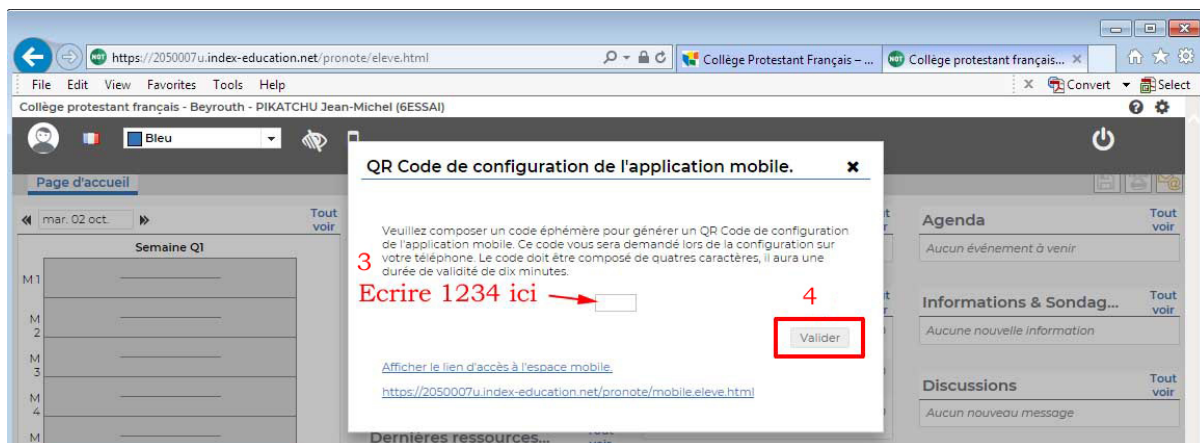 https://2050007u.index-education.net/pronote/eleve.html
Collège Protestant Français – ...
Collège protestant français...
File Edit View Favorites Tools Help
Convert
Select
Collège protestant français - Beyrouth - PIKATCHU Jean-Michel (6ESSAI)
Bleu
QR Code de configuration de l'application mobile.
Page d'accueil
mar. 02 oct.
Tout voir
Semaine Q1
M1
M 2
M 3
M 4
M
Veuillez composer un code éphémère pour générer un QR Code de configuration
de l'application mobile. Ce code vous sera demandé lors de la configuration sur
votre téléphone. Le code doit être composé de quatres caractères, il aura une
durée de validité de dix minutes.
3
Ecrire 1234 ici
4
Valider
Afficher le lien d'accès à l'espace mobile.
https://2050007u.index-education.net/pronote/mobile.eleve.html
Dernières ressources...
Agenda
Tout voir
Aucun événement à venir
Informations & Sondag...
Tout voir
Aucune nouvelle information
Discussions
Tout voir
Aucun nouveau message